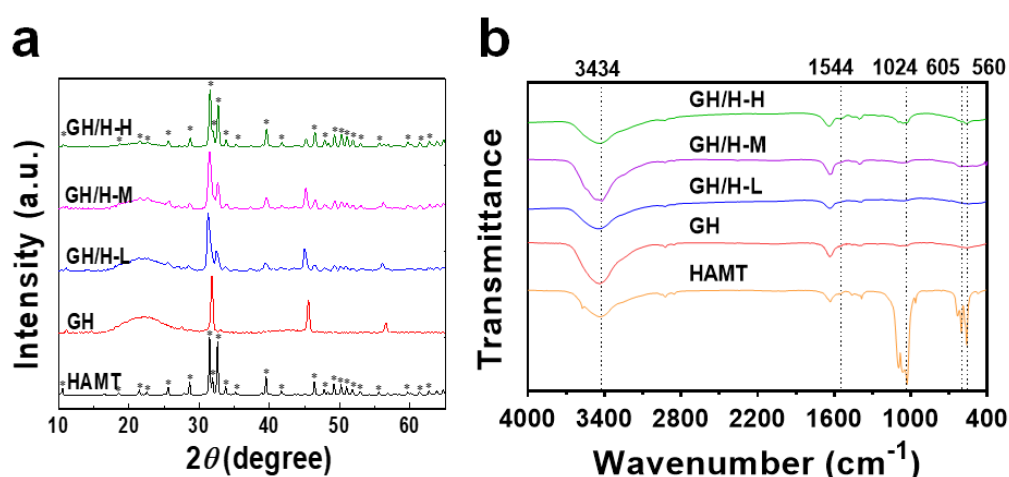 a
GH/H-H
GH/H-M
GH/H-L
GH
HAMT
Intensity (a.u.)
10 20 30 40 50 60
2θ (degree)
b
3434 1544 1024 605 560
GH/H-H
GH/H-M
GH/H-L
GH
HAMT
Transmittance
4000 3400 2800 2200 1600 1000 400
Wavenumber (cm⁻¹)